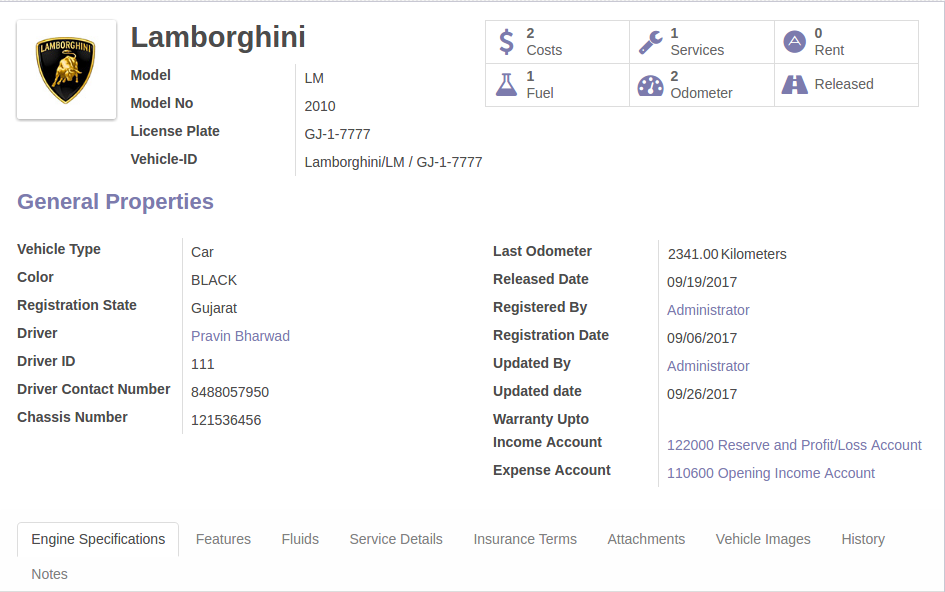 LAMBORGHINI
Lamborghini
Model LM
Model No 2010
License Plate GJ-1-7777
Vehicle-ID Lamborghini/LM / GJ-1-7777
2 Costs
1 Services
0 Rent
1 Fuel
2 Odometer
Released
General Properties
Vehicle Type Car
Color BLACK
Registration State Gujarat
Driver Pravin Bharwad
Driver ID 111
Driver Contact Number 8488057950
Chassis Number 121536456
Last Odometer 2341.00 Kilometers
Released Date 09/19/2017
Registered By Administrator
Registration Date 09/06/2017
Updated By Administrator
Updated date 09/26/2017
Warranty Upto
Income Account 122000 Reserve and Profit/Loss Account
Expense Account 110600 Opening Income Account
Engine Specifications Features Fluids Service Details Insurance Terms Attachments Vehicle Images History
Notes